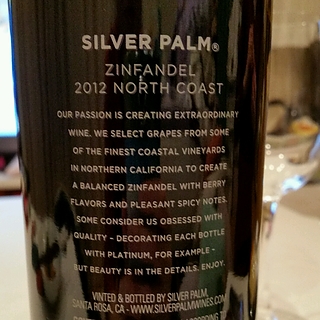 SILVER PALM®
ZINFANDEL
2012 NORTH COAST
OUR PASSION IS CREATING EXTRAORDINARY
WINE. WE SELECT GRAPES FROM SOME
OF THE FINEST COASTAL VINEYARDS
IN NORTHERN CALIFORNIA TO CREATE
A BALANCED ZINFANDEL WITH BERRY
FLAVORS AND PLEASANT SPICY NOTES.
SOME CONSIDER US OBSESSED WITH
QUALITY – DECORATING EACH BOTTLE
WITH PLATINUM, FOR EXAMPLE –
BUT BEAUTY IS IN THE DETAILS. ENJOY.
VINTED & BOTTLED BY SILVER PALM,
SANTA ROSA, CA - WWW.SILVERPALMWINES.COM